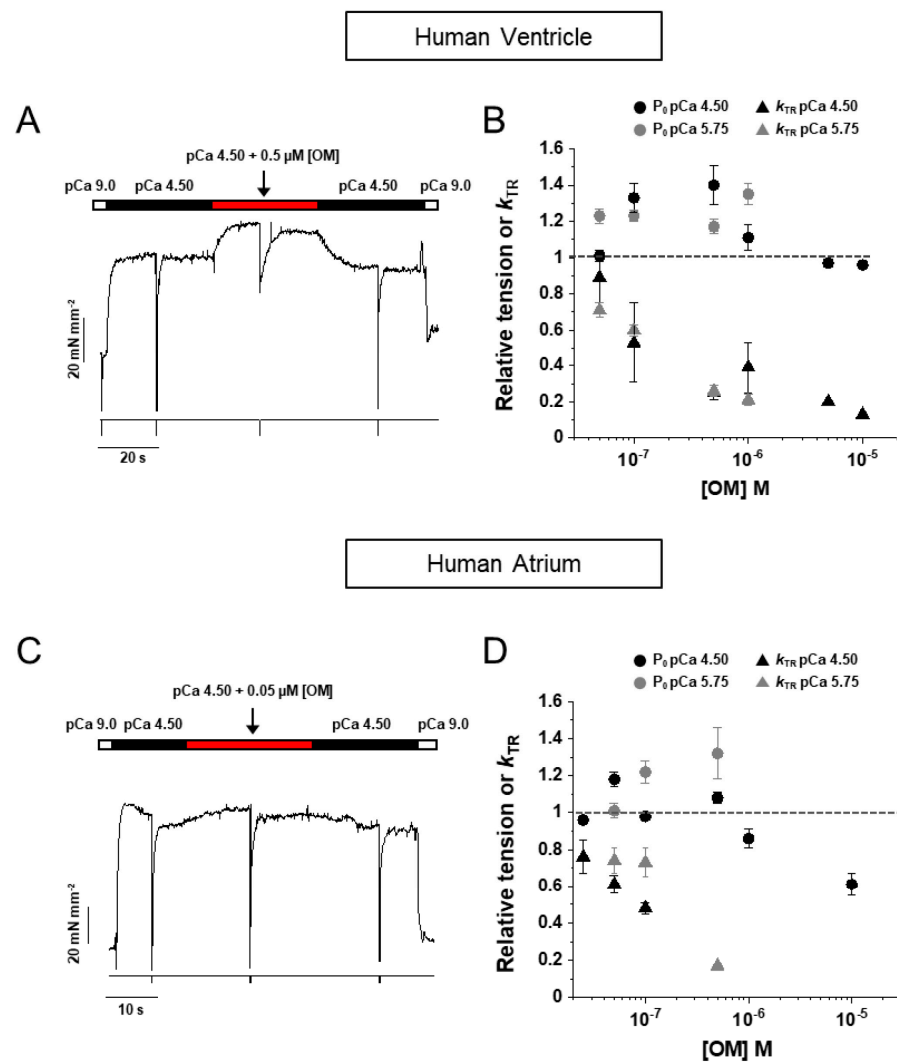 Human Ventricle
A
pCa 4.50 + 0.5 µM [OM]
pCa 9.0 pCa 4.50 pCa 4.50 pCa 9.0
20 mN mm⁻²
20 s
B
P₀ pCa 4.50 kTR pCa 4.50
P₀ pCa 5.75 kTR pCa 5.75
Relative tension or kTR
1.6
1.4
1.2
1
0.8
0.6
0.4
0.2
0
10⁻⁷ 10⁻⁶ 10⁻⁵
[OM] M
Human Atrium
C
pCa 4.50 + 0.05 µM [OM]
pCa 9.0 pCa 4.50 pCa 4.50 pCa 9.0
20 mN mm⁻²
10 s
D
P₀ pCa 4.50 kTR pCa 4.50
P₀ pCa 5.75 kTR pCa 5.75
Relative tension or kTR
1.6
1.4
1.2
1
0.8
0.6
0.4
0.2
0
10⁻⁷ 10⁻⁶ 10⁻⁵
[OM] M